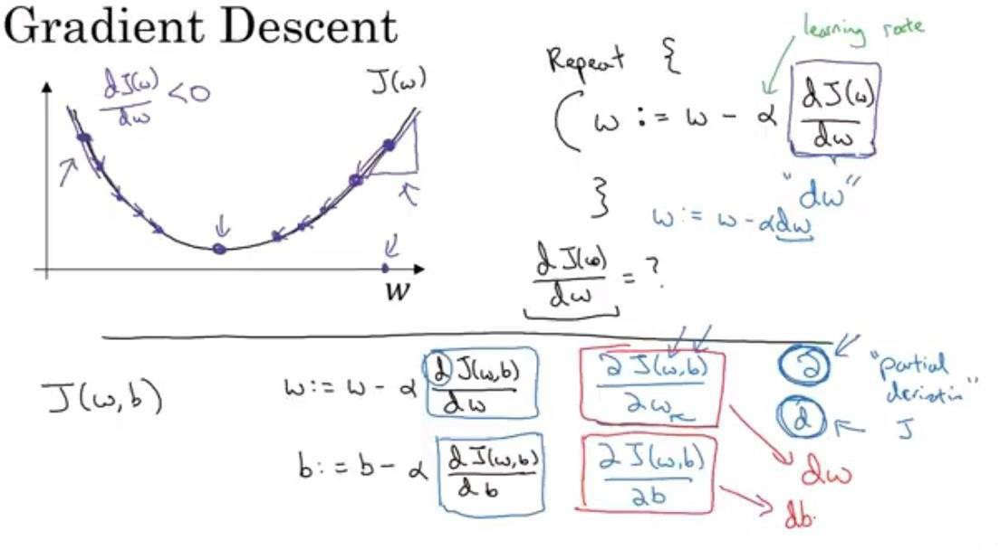 Gradient Descent
learning rate
Repeat {
dJ(w)/dw < 0
J(w)
w := w - α dJ(w)/dw
"dw"
}
w := w - αdw
w
dJ(w)/dw = ?
J(w,b)
w := w - α dJ(w,b)/dw
∂J(w,b)/∂w
∂
"partial
d
J
dw
b := b - α dJ(w,b)/db
∂J(w,b)/∂b
db